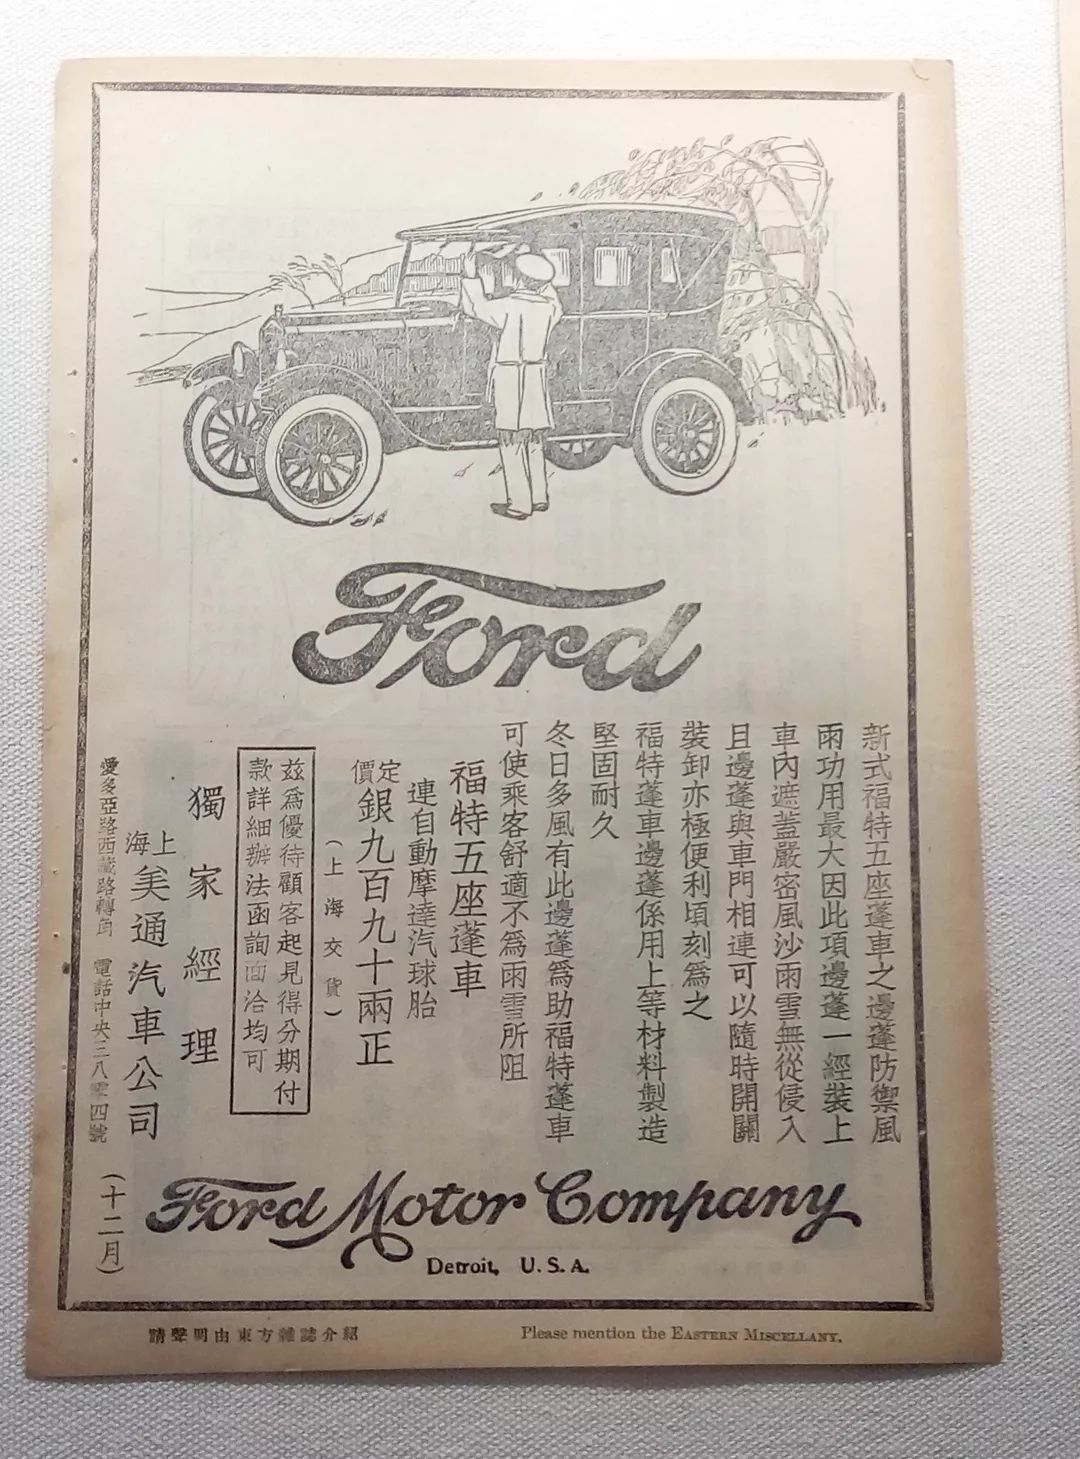 Ford
新式福特五座蓬車之邊蓬防禦風
雨功用最大因此項邊蓬一經裝上
車內遮蓋嚴密風沙雨雪無從侵入
且邊蓬與車門相連可以隨時開關
裝卸亦極便利頃刻爲之
福特蓬車邊蓬係用上等材料製造
堅固耐久
冬日多風有此邊蓬爲助福特蓬車
可使乘客舒適不爲雨雪所阻
福特五座蓬車
連自動摩達汽球胎
定價銀九百九十兩正
(上海交貨)
茲爲優待顧客起見得分期付
款詳細辦法函詢面洽均可
獨家經理
上海美通汽車公司
愛多亞路西藏路轉角 電話中央三八零四號
(十二月)
Ford Motor Company
Detroit, U. S. A.
請聲明由東方雜誌介紹
Please mention the EASTERN MISCELLANY.